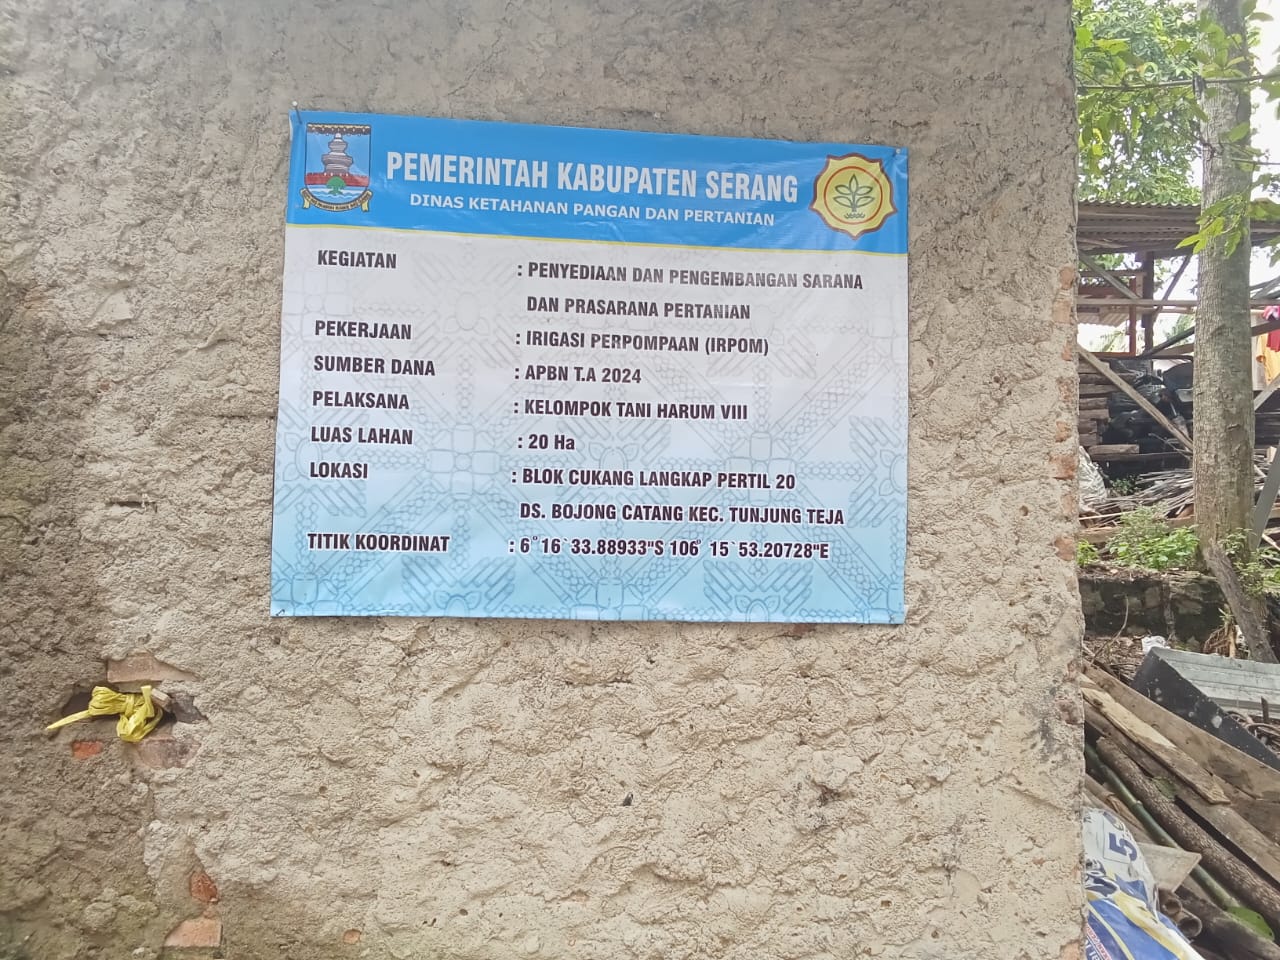 PEMERINTAH KABUPATEN SERANG
DINAS KETAHANAN PANGAN DAN PERTANIAN
KEGIATAN : PENYEDIAAN DAN PENGEMBANGAN SARANA
DAN PRASARANA PERTANIAN
PEKERJAAN : IRIGASI PERPOMPAAN (IRPOM)
SUMBER DANA : APBN T.A 2024
PELAKSANA : KELOMPOK TANI HARUM VIII
LUAS LAHAN : 20 Ha
LOKASI : BLOK CUKANG LANGKAP PERTIL 20
DS. BOJONG CATANG KEC. TUNJUNG TEJA
TITIK KOORDINAT : 6° 16` 33.88933"S 106° 15`53.20728"E
5